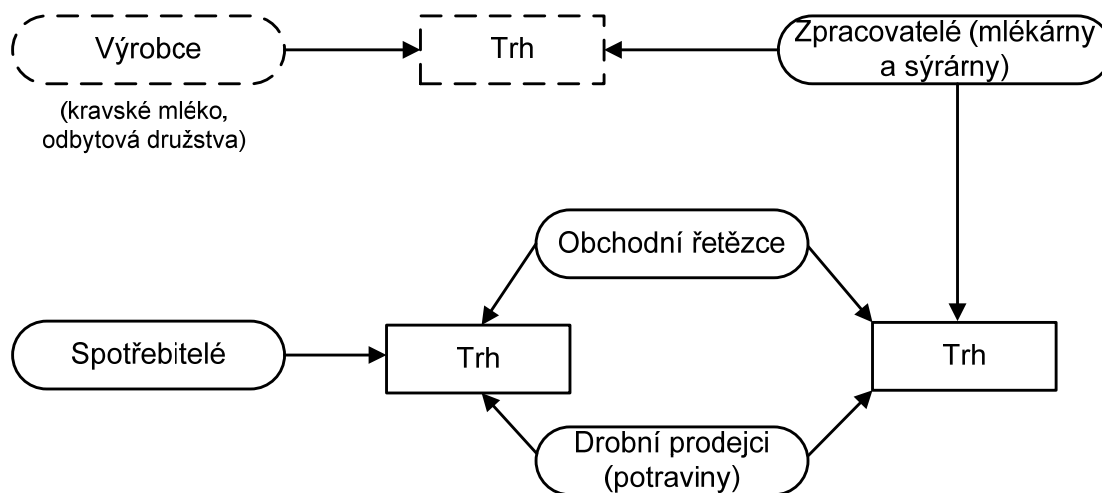 Výrobce
Trh
Zpracovatelé (mlékárny
a sýrárny)
(kravské mléko,
odbytová družstva)
Obchodní řetězce
Spotřebitelé
Trh
Trh
Drobní prodejci
(potraviny)